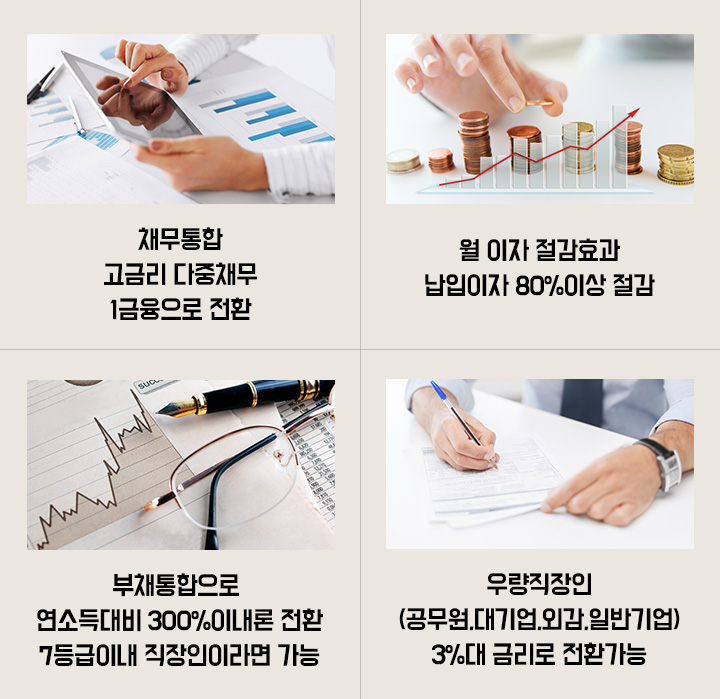 채무통합
고금리 다중채무
1금융으로 전환
월 이자 절감효과
납입이자 80%이상 절감
SUCC
부채통합으로
연소득대비 300%이내론 전환
7등급이내 직장인이라면 가능
우량직장인
(공무원.대기업.외감.일반기업)
3%대 금리로 전환가능